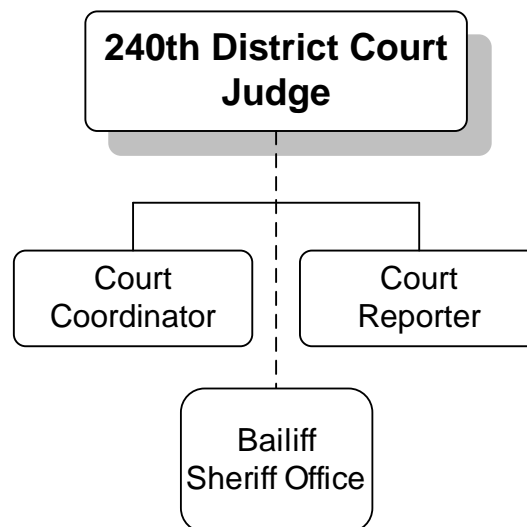 240th District Court
Judge
Court
Coordinator
Court
Reporter
Bailiff
Sheriff Office